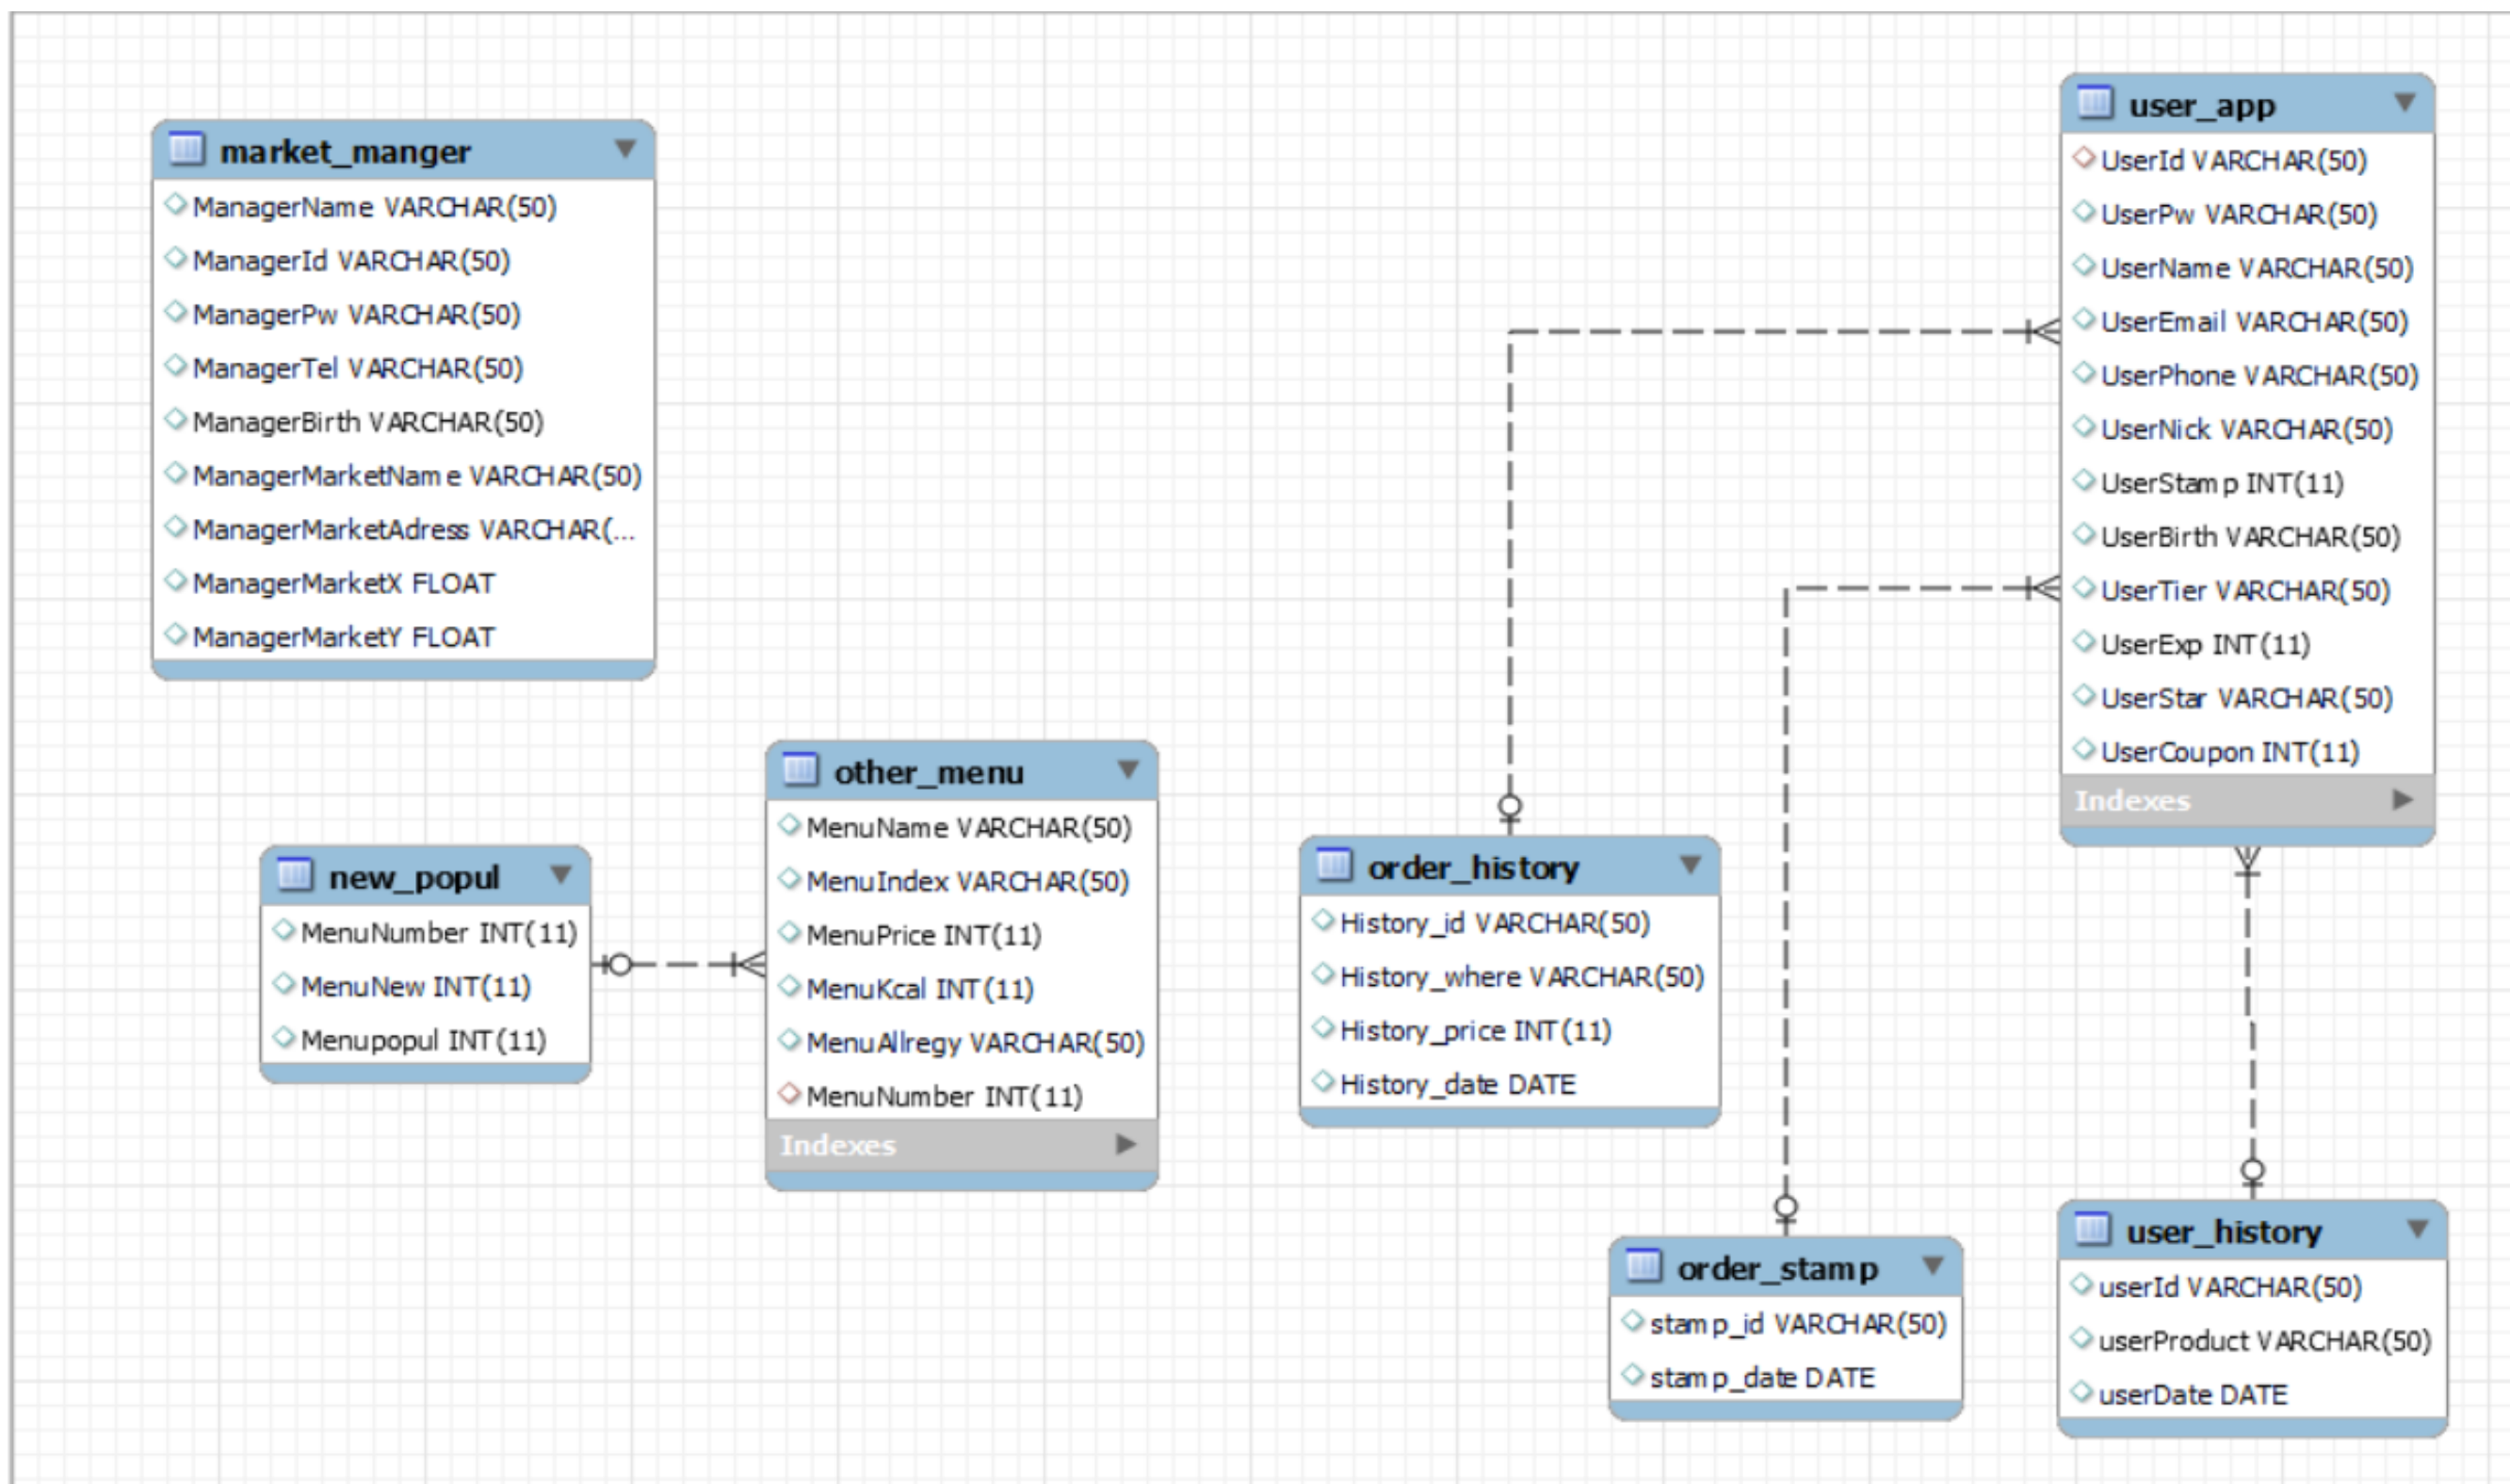 market_manger
ManagerName VARCHAR(50)
ManagerId VARCHAR(50)
ManagerPw VARCHAR(50)
ManagerTel VARCHAR(50)
ManagerBirth VARCHAR(50)
ManagerMarketName VARCHAR(50)
ManagerMarketAdress VARCHAR(...
ManagerMarketX FLOAT
ManagerMarketY FLOAT
new_popul
MenuNumber INT(11)
MenuNew INT(11)
Menupopul INT(11)
other_menu
MenuName VARCHAR(50)
MenuIndex VARCHAR(50)
MenuPrice INT(11)
MenuKcal INT(11)
MenuAllregy VARCHAR(50)
MenuNumber INT(11)
Indexes
order_history
History_id VARCHAR(50)
History_where VARCHAR(50)
History_price INT(11)
History_date DATE
order_stamp
stamp_id VARCHAR(50)
stamp_date DATE
user_app
UserId VARCHAR(50)
UserPw VARCHAR(50)
UserName VARCHAR(50)
UserEmail VARCHAR(50)
UserPhone VARCHAR(50)
UserNick VARCHAR(50)
UserStamp INT(11)
UserBirth VARCHAR(50)
UserTier VARCHAR(50)
UserExp INT(11)
UserStar VARCHAR(50)
UserCoupon INT(11)
Indexes
user_history
userId VARCHAR(50)
userProduct VARCHAR(50)
userDate DATE